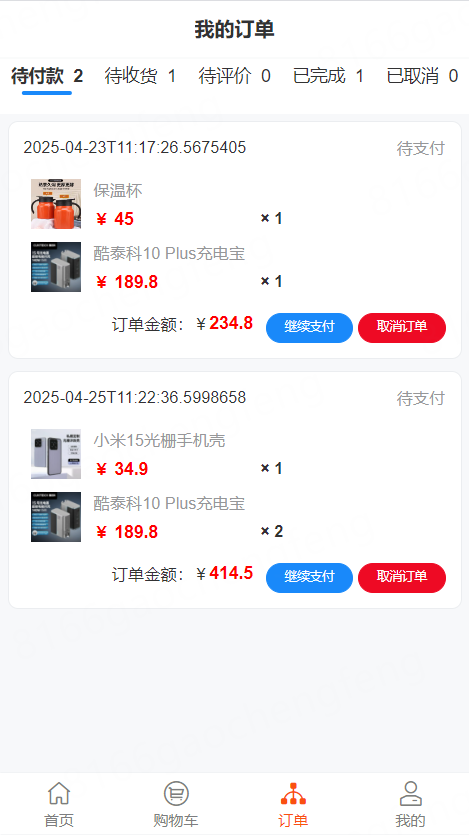 我的订单
待付款 2 待收货 1 待评价 0 已完成 1 已取消 0
2025-04-23T11:17:26.5675405 待支付
保温杯
￥ 45 × 1
酷泰科10 Plus充电宝
￥ 189.8 × 1
订单金额：￥234.8 继续支付 取消订单
2025-04-25T11:22:36.5998658 待支付
小米15光栅手机壳
￥ 34.9 × 1
酷泰科10 Plus充电宝
￥ 189.8 × 2
订单金额：￥414.5 继续支付 取消订单
首页 购物车 订单 我的